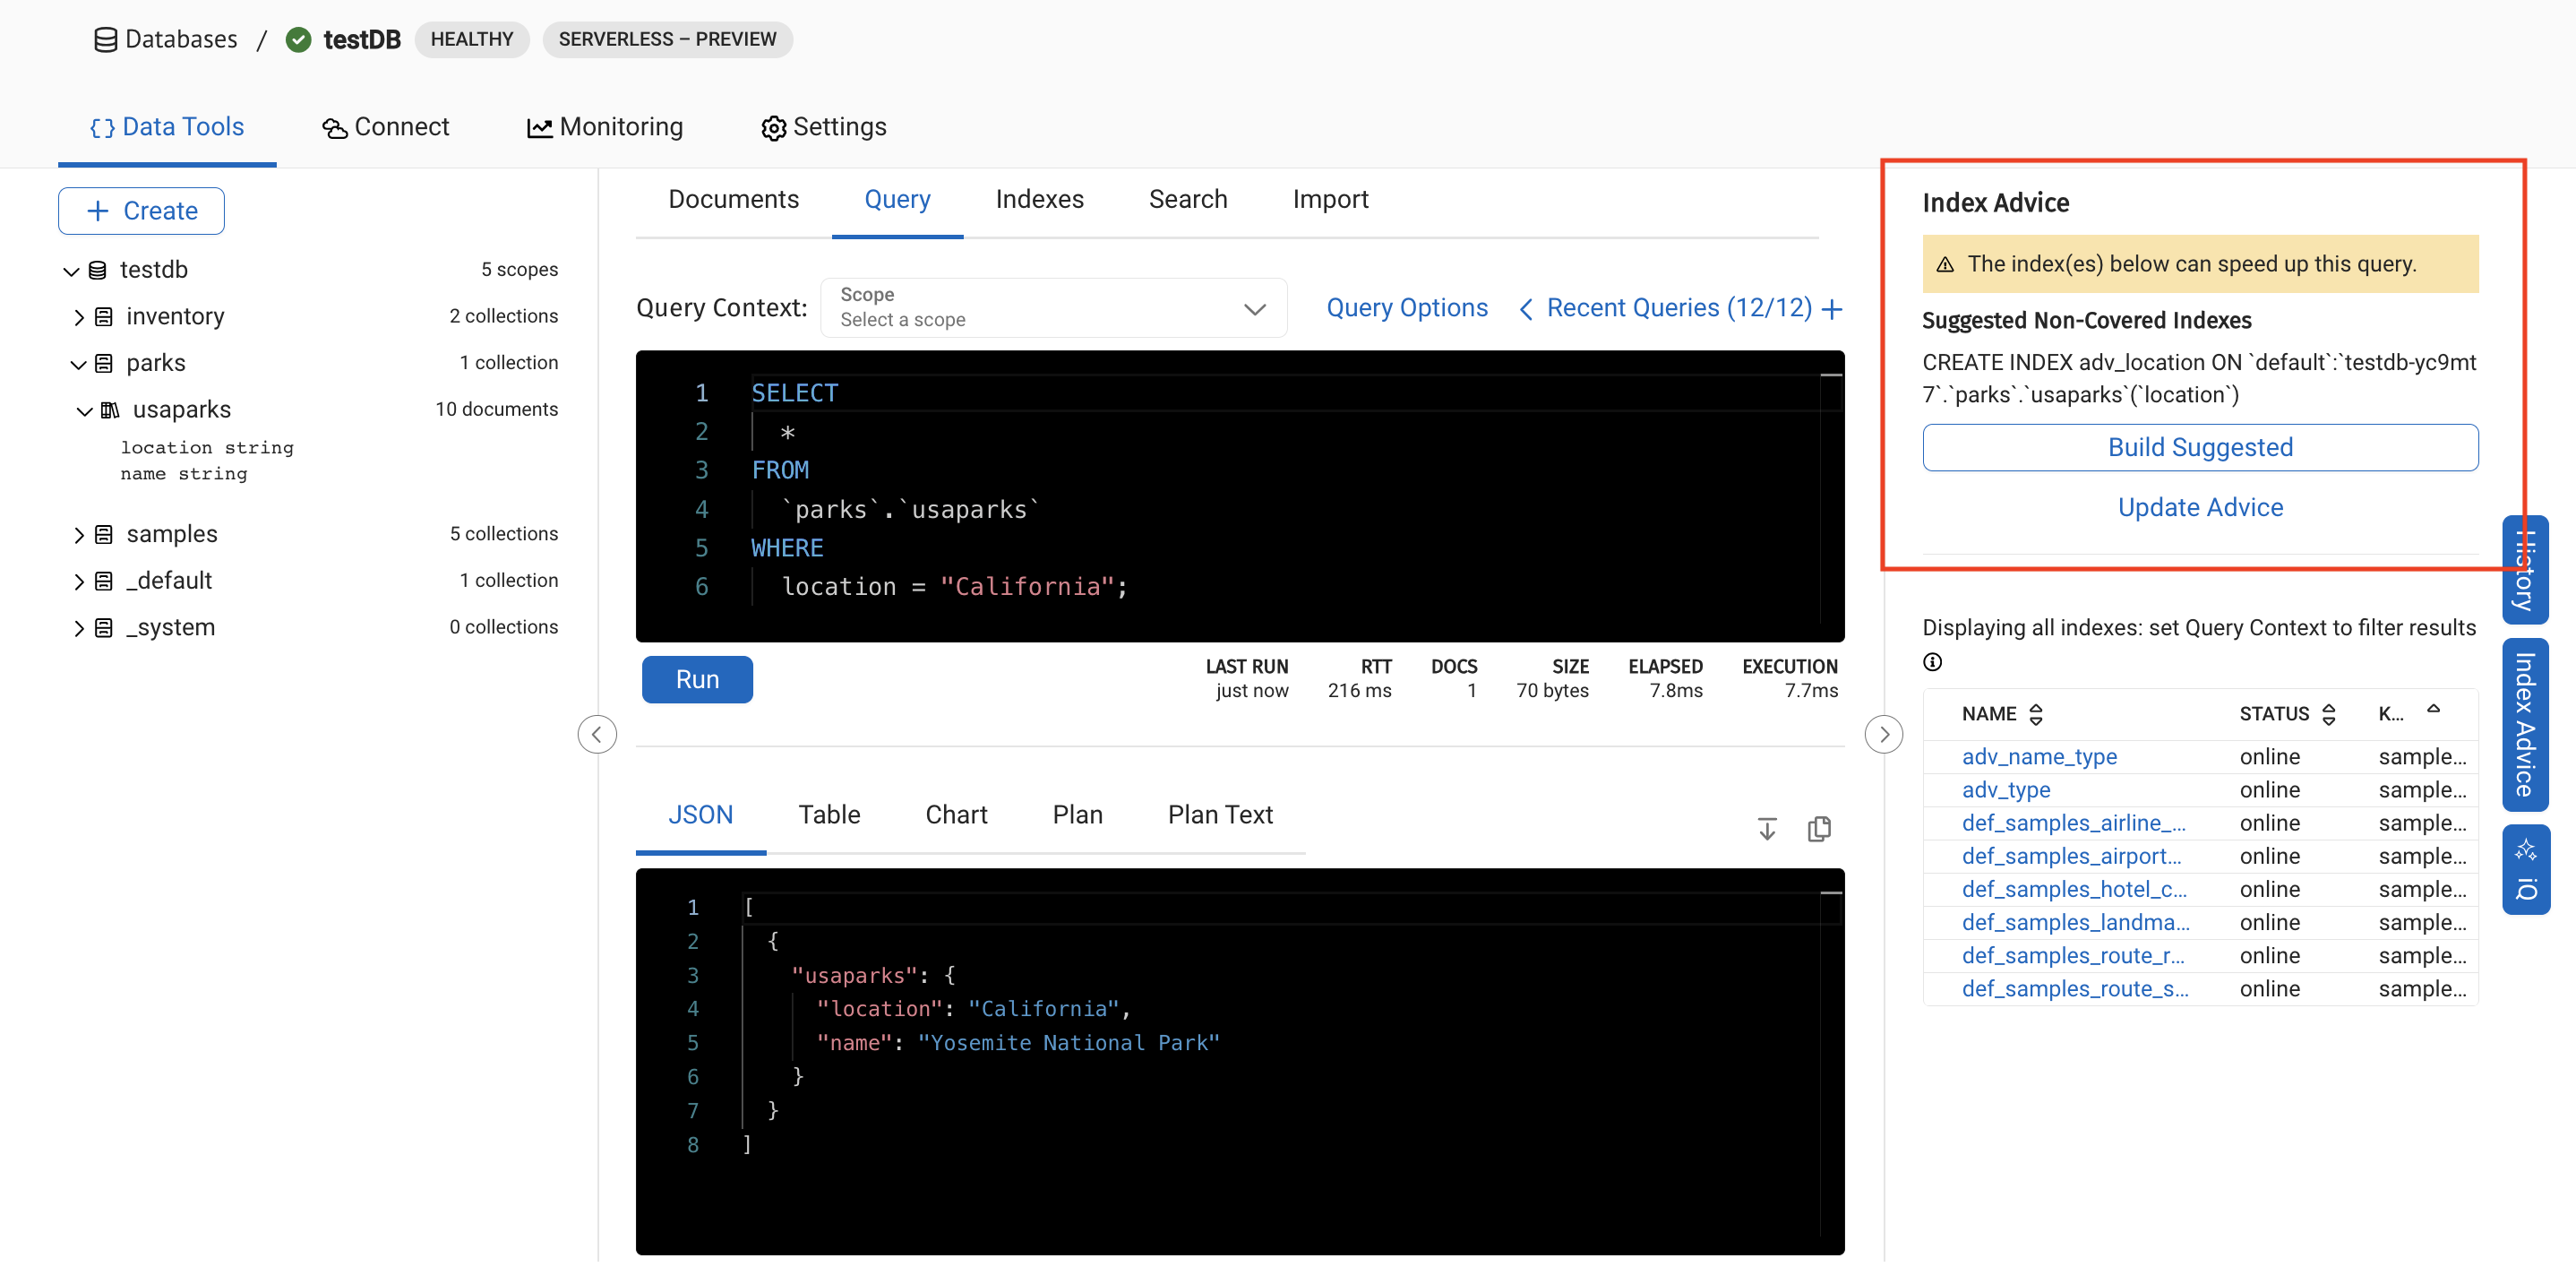 Databases / testDB HEALTHY SERVERLESS – PREVIEW
{} Data Tools Connect Monitoring Settings
+ Create
testdb 5 scopes
inventory 2 collections
parks 1 collection
usaparks 10 documents
location string
name string
samples 5 collections
_default 1 collection
_system 0 collections
Documents Query Indexes Search Import
Query Context: Scope
Select a scope
Query Options
Recent Queries (12/12) +
1 SELECT
2 *
3 FROM
4 `parks`.`usaparks`
5 WHERE
6 location = "California";
Run
LAST RUN RTT DOCS SIZE ELAPSED EXECUTION
just now 216 ms 1 70 bytes 7.8ms 7.7ms
JSON Table Chart Plan Plan Text
1 [
2 {
3 "usaparks": {
4 "location": "California",
5 "name": "Yosemite National Park"
6 }
7 }
8 ]
Index Advice
The index(es) below can speed up this query.
Suggested Non-Covered Indexes
CREATE INDEX adv_location ON `default`:`testdb-yc9mt
7`.`parks`.`usaparks`(`location`)
Build Suggested
Update Advice
Displaying all indexes: set Query Context to filter results
NAME STATUS K...
adv_name_type online sample...
adv_type online sample...
def_samples_airline_... online sample...
def_samples_airport... online sample...
def_samples_hotel_c... online sample...
def_samples_landma... online sample...
def_samples_route_r... online sample...
def_samples_route_s... online sample...
History
Index Advice
iQ